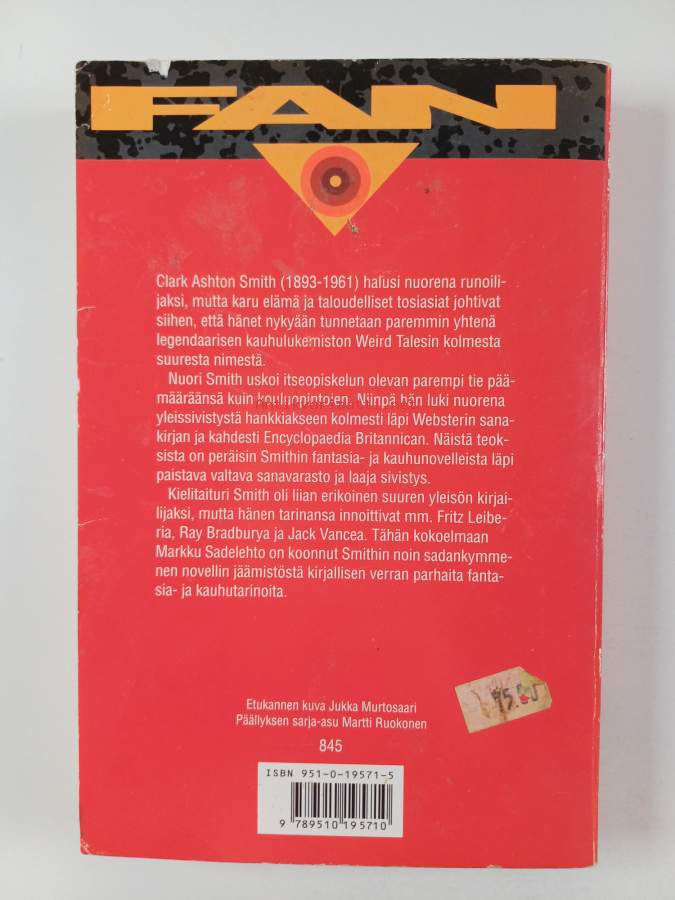 FAN
Clark Ashton Smith (1893-1961) halusi nuorena runoili-
jaksi, mutta karu elämä ja taloudelliset tosiasiat johtivat
siihen, että hänet nykyään tunnetaan paremmin yhtenä
legendaarisen kauhulukemiston Weird Talesin kolmesta
suuresta nimestä.
Nuori Smith uskoi itseopiskelun olevan parempi tie pää-
määräänsä kuin kouluopintojen. Niinpä hän luki nuorena
yleissivistystä hankkiakseen kolmesti läpi Websterin sana-
kirjan ja kahdesti Encyclopaedia Britannican. Näistä teok-
sista on peräisin Smithin fantasia- ja kauhunovelleista läpi
paistava valtava sanavarasto ja laaja sivistys.
Kielitaituri Smith oli liian erikoinen suuren yleisön kirjai-
lijaksi, mutta hänen tarinansa innoittivat mm. Fritz Leibe-
ria, Ray Bradburya ja Jack Vancea. Tähän kokoelmaan
Markku Sadelehto on koonnut Smithin noin sadankymme-
nen novellin jäämistöstä kirjallisen verran parhaita fanta-
sia- ja kauhutarinoita.
Etukannen kuva Jukka Murtosaari
Päällyksen sarja-asu Martti Ruokonen
845
ISBN 951-0-19571-5
9 789510 195710